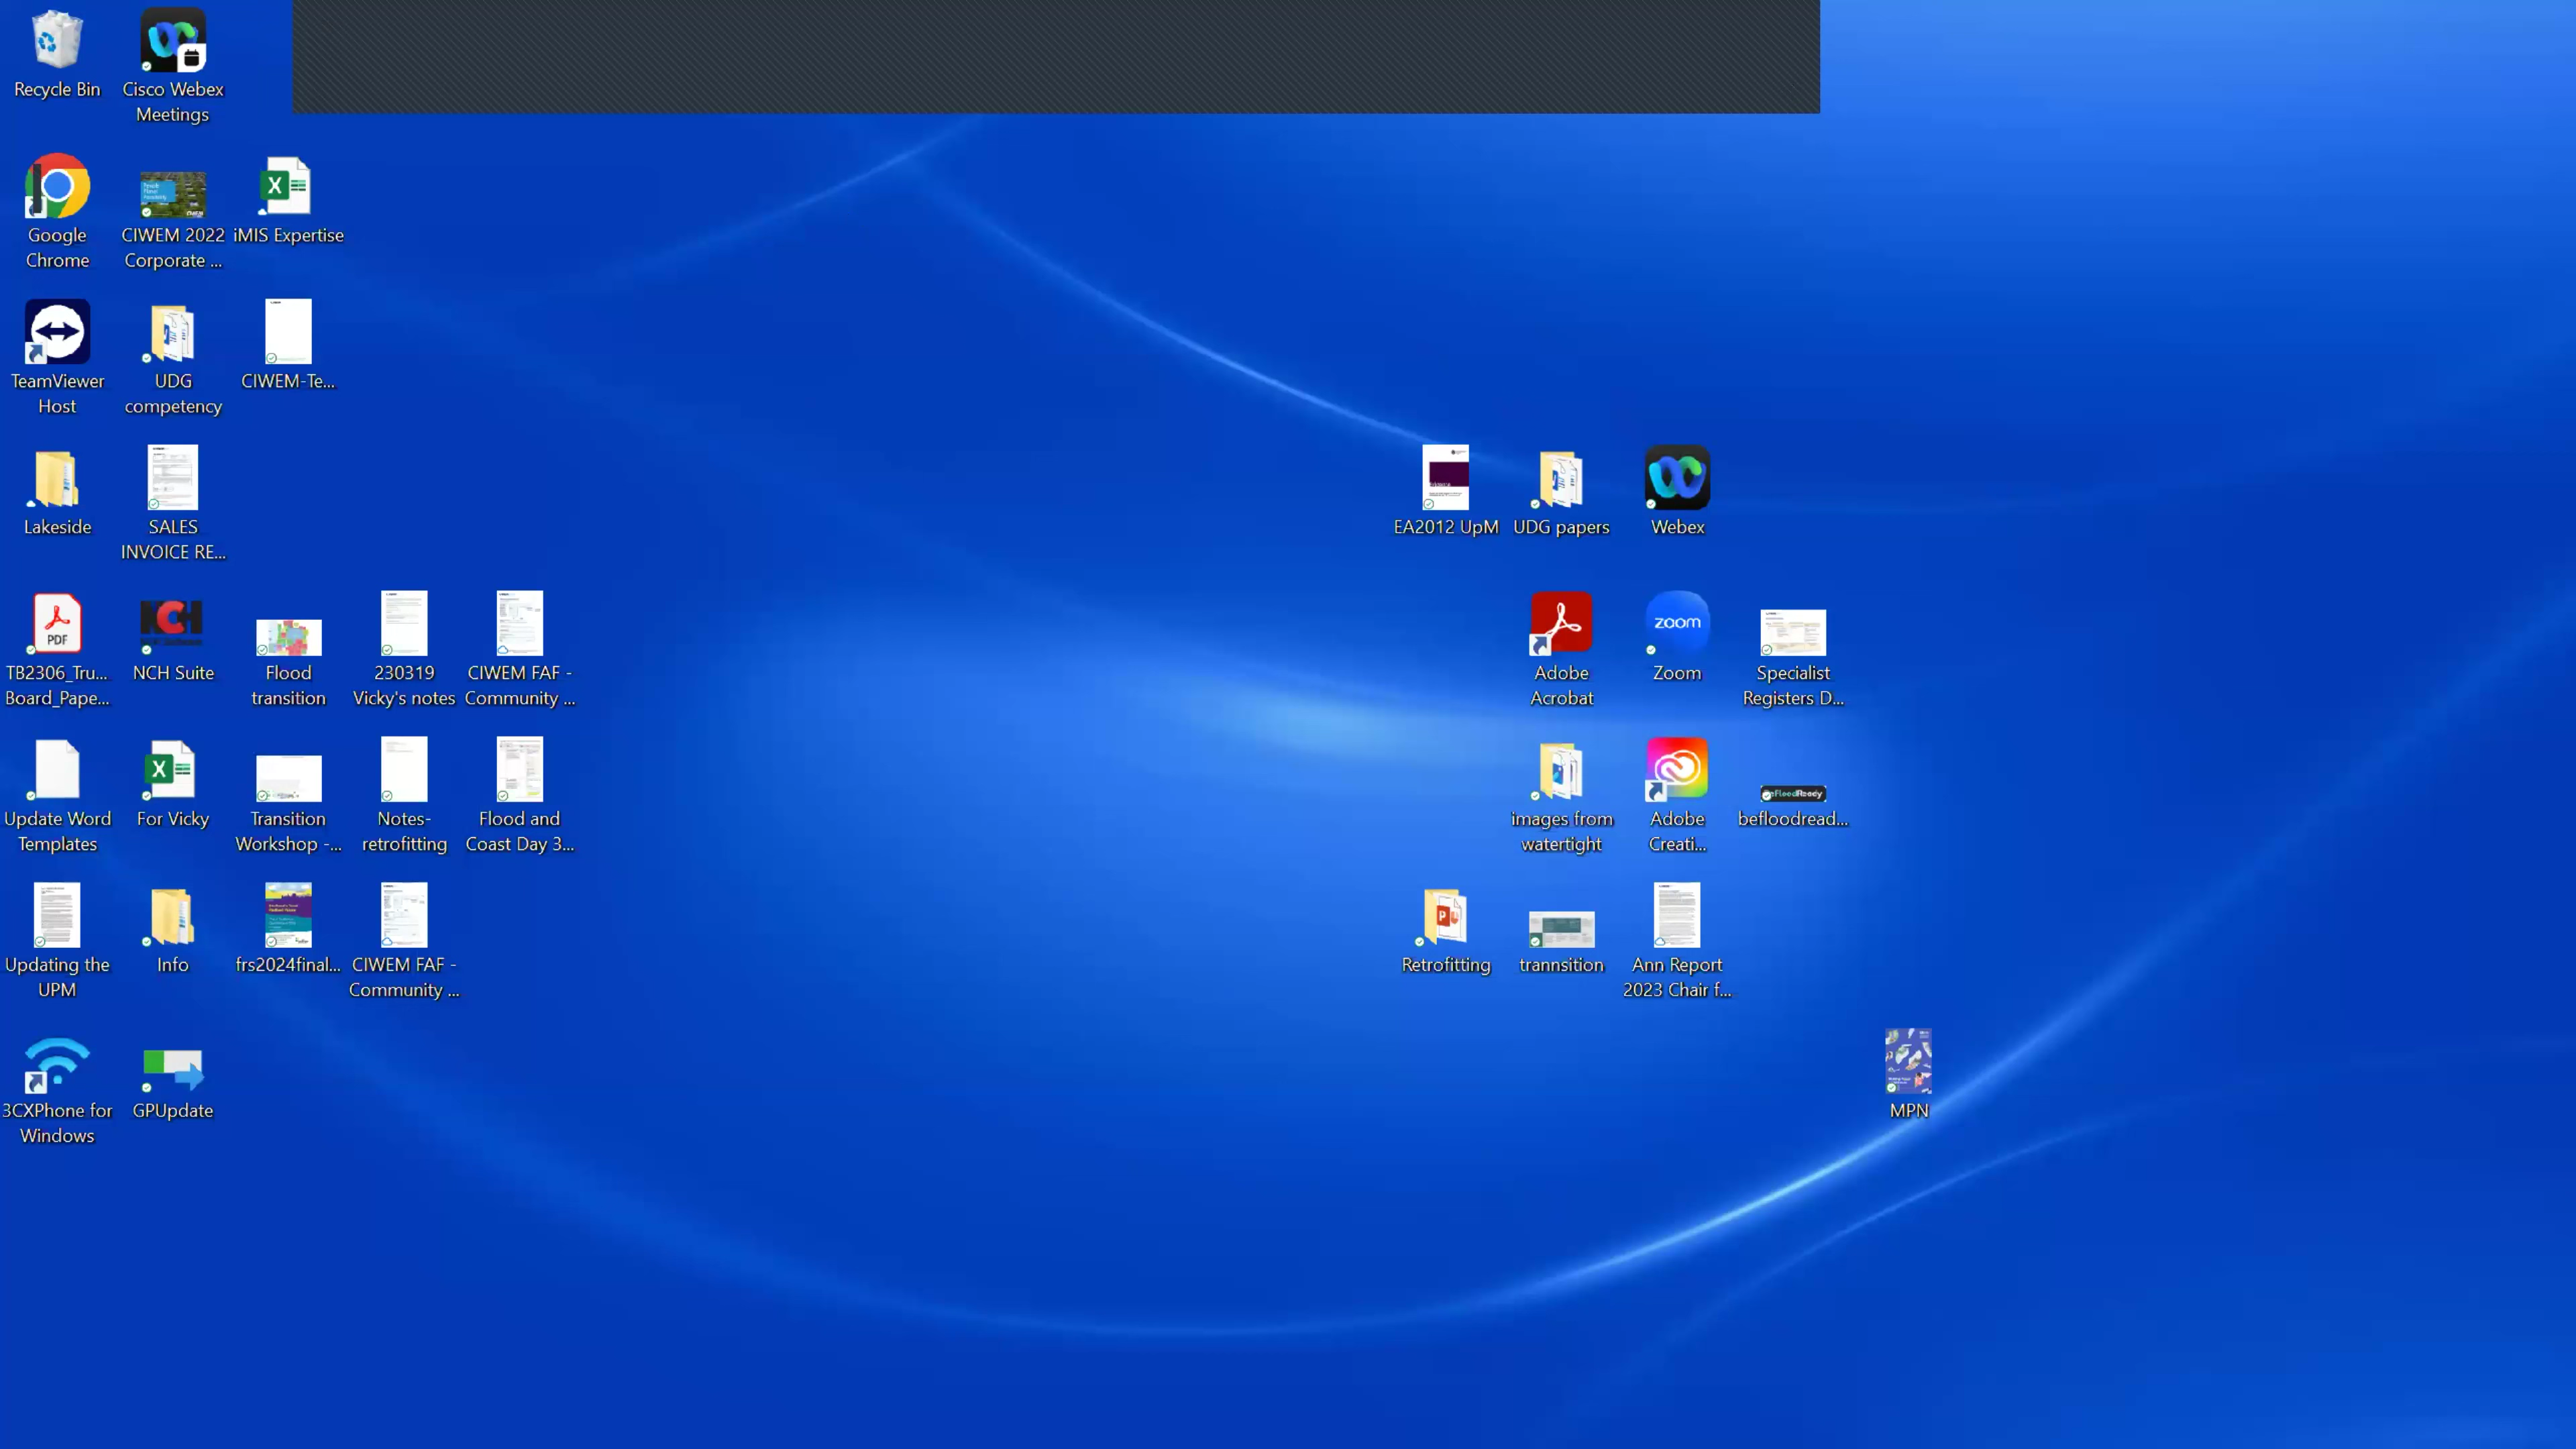 Recycle Bin
Cisco Webex
Meetings
Google
Chrome
CIWEM 2022
Corporate ...
iMIS Expertise
TeamViewer
Host
UDG
competency
CIWEM-Te...
Lakeside
SALES
INVOICE RE...
EA2012 UpM
UDG papers
Webex
PDF
TB2306_Tru...
Board_Pape...
NCH
NCH Suite
Flood
transition
230319
Vicky's notes
CIWEM FAF -
Community ...
Adobe
Acrobat
zoom
Zoom
Specialist
Registers D...
Update Word
Templates
For Vicky
Transition
Workshop -...
Notes-
retrofitting
Flood and
Coast Day 3...
images from
watertight
Adobe
Creati...
befloodread...
Updating the
UPM
Info
frs2024final...
CIWEM FAF -
Community ...
Retrofitting
trannsition
Ann Report
2023 Chair f...
3CXPhone for
Windows
GPUpdate
MPN